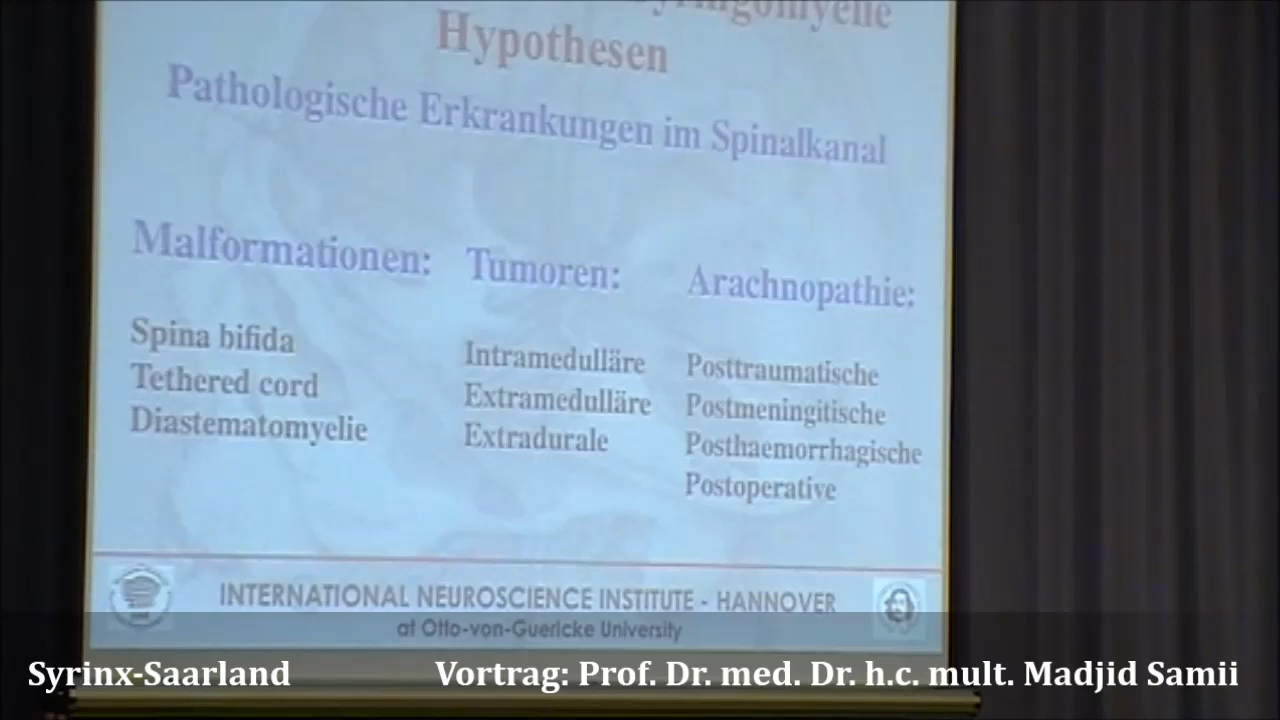 Hypothesen
Pathologische Erkrankungen im Spinalkanal
Malformationen:
Spina bifida
Tethered cord
Diastematomyelie
Tumoren:
Intramedulläre
Extramedulläre
Extradurale
Arachnopathie:
Posttraumatische
Postmeningitische
Posthaemorrhagische
Postoperative
INTERNATIONAL NEUROSCIENCE INSTITUTE - HANNOVER
at Otto-von-Guericke University
Syrinx-Saarland
Vortrag: Prof. Dr. med. Dr. h.c. mult. Madjid Samii